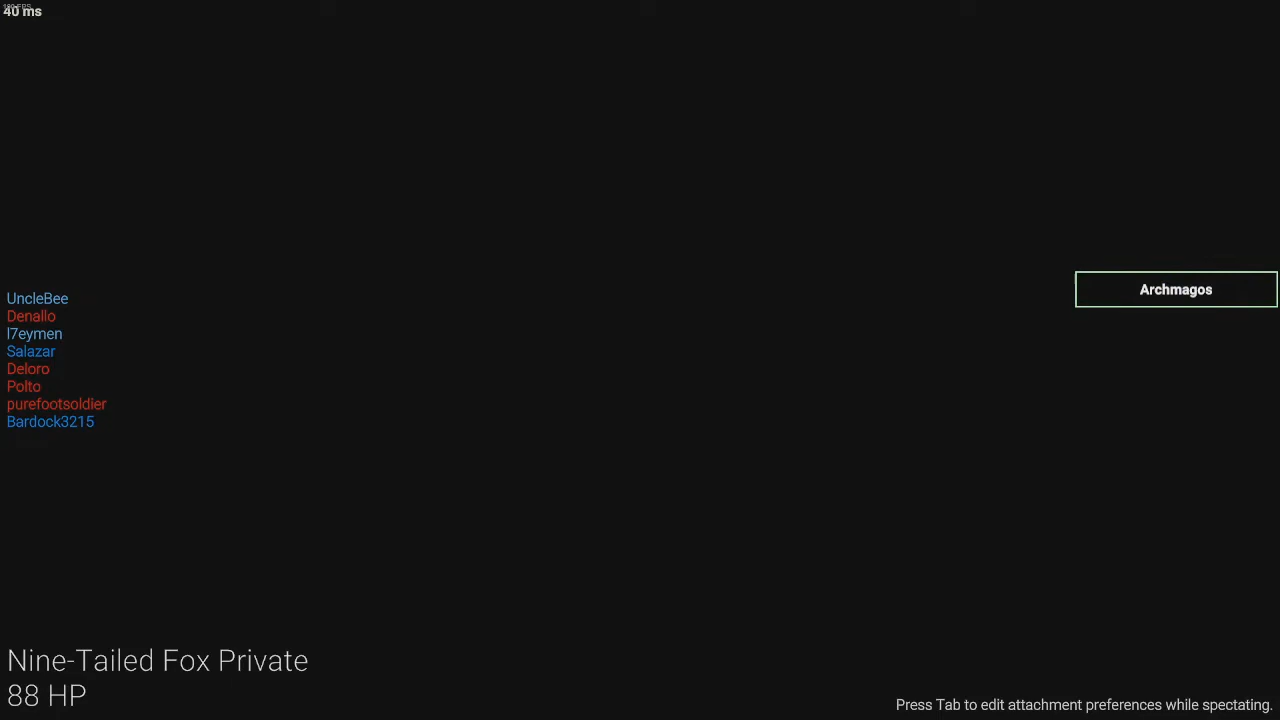 40 ms
UncleBee
Denallo
l7eymen
Salazar
Deloro
Polto
purefootsoldier
Bardock3215
Archmagos
Nine-Tailed Fox Private
88 HP
Press Tab to edit attachment preferences while spectating.